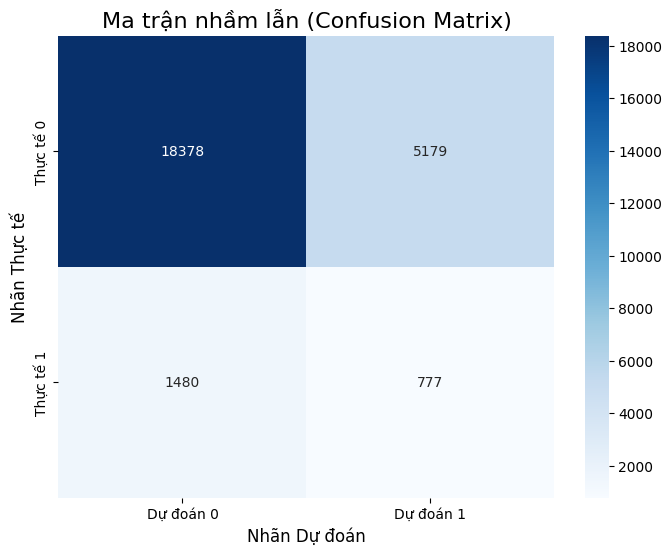 Ma trận nhầm lẫn (Confusion Matrix)
Nhãn Thực tế
Thực tế 0
18378
5179
Thực tế 1
1480
777
Dự đoán 0
Dự đoán 1
Nhãn Dự đoán
18000
16000
14000
12000
10000
8000
6000
4000
2000